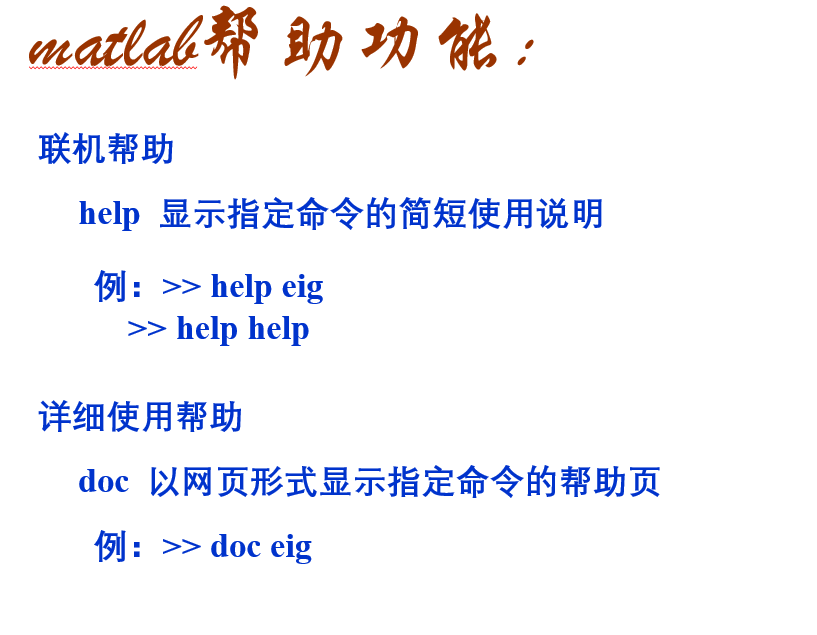 matlab帮助功能：
联机帮助
help 显示指定命令的简短使用说明
例：>> help eig
>> help help
详细使用帮助
doc 以网页形式显示指定命令的帮助页
例：>> doc eig